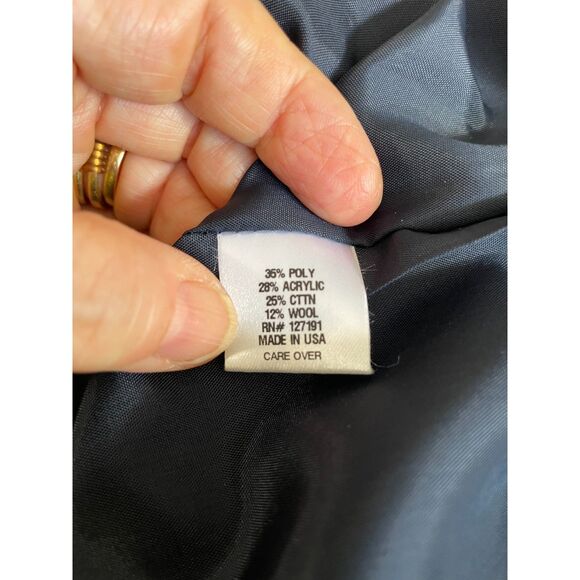 35% POLY
28% ACRYLIC
25% CTTN
12% WOOL
RN# 127191
MADE IN USA
CARE OVER